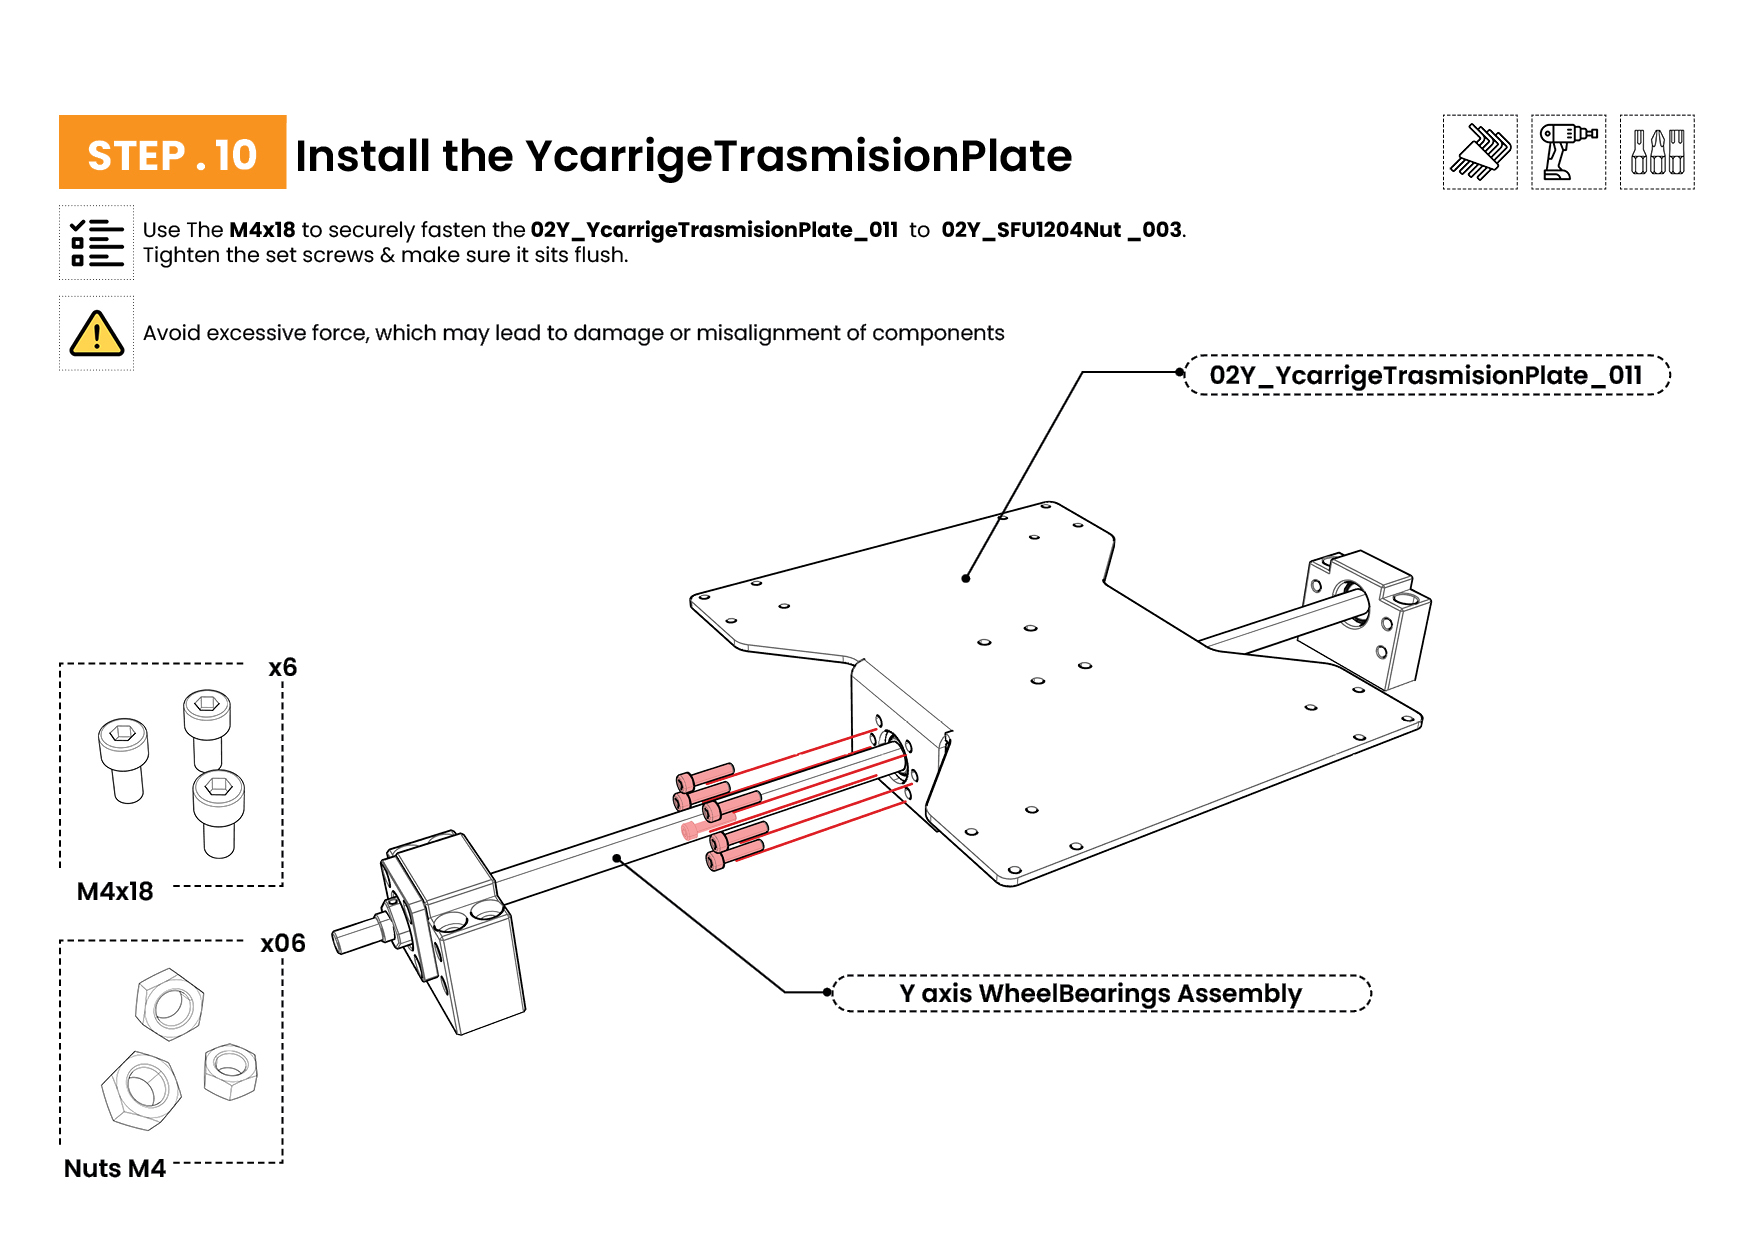 STEP . 10 Install the YcarrigeTrasmisionPlate
Use The M4x18 to securely fasten the 02Y_YcarrigeTrasmisionPlate_011 to 02Y_SFU1204Nut _003.
Tighten the set screws & make sure it sits flush.
Avoid excessive force, which may lead to damage or misalignment of components
02Y_YcarrigeTrasmisionPlate_011
x6
M4x18
x06
Y axis WheelBearings Assembly
Nuts M4